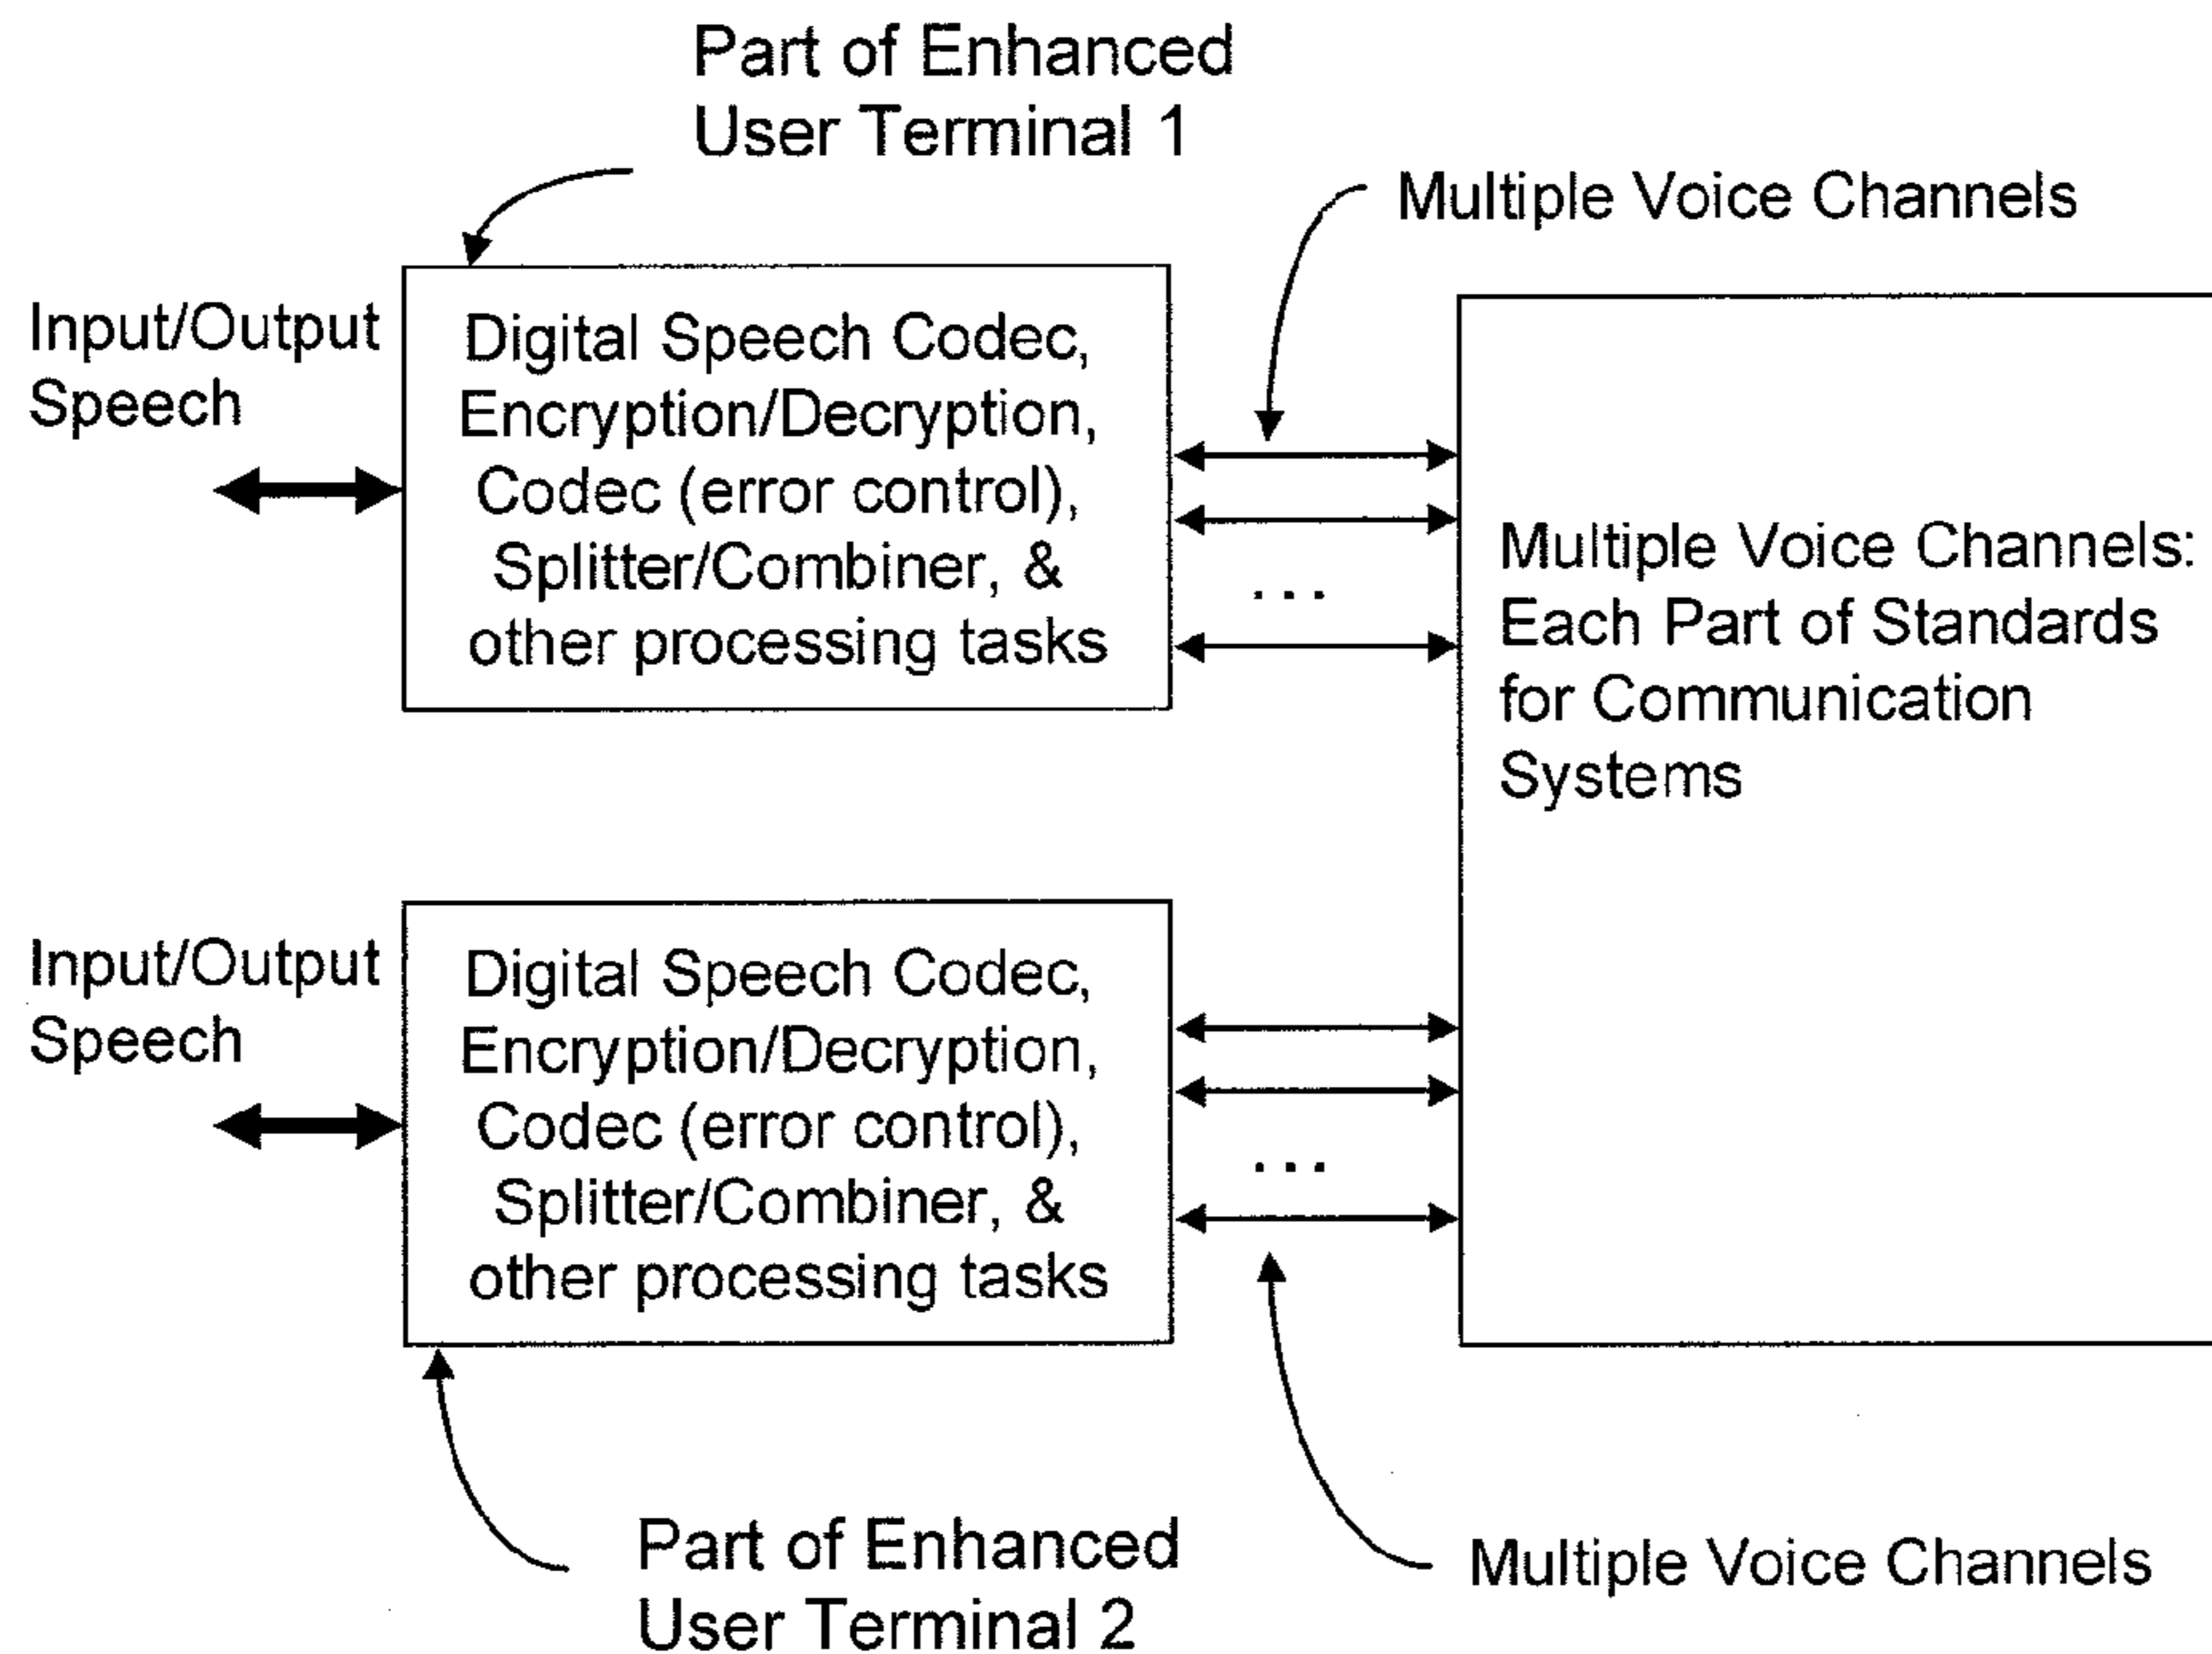 Part of Enhanced
User Terminal 1
Multiple Voice Channels
Input/Output
Speech
Digital Speech Codec,
Encryption/Decryption,
Codec (error control),
Splitter/Combiner, &
other processing tasks
...
Multiple Voice Channels:
Each Part of Standards
for Communication
Systems
Input/Output
Speech
Digital Speech Codec,
Encryption/Decryption,
Codec (error control),
Splitter/Combiner, &
other processing tasks
...
Part of Enhanced
User Terminal 2
Multiple Voice Channels